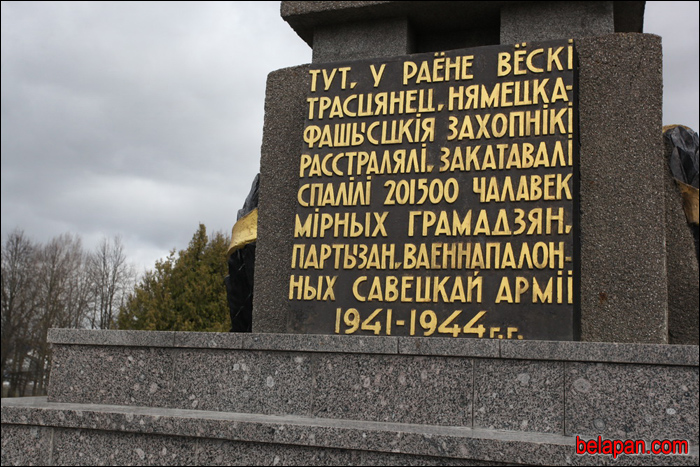 ТУТ, У РАЁНЕ ВЁСКІ
ТРАСЦЯНЕЦ, НЯМЕЦКА-
ФАШЫСЦКІЯ ЗАХОПНІКІ
РАССТРАЛЯЛІ, ЗАКАТАВАЛІ
СПАЛІЛІ 201500 ЧАЛАВЕК
МІРНЫХ ГРАМАДЗЯН,
ПАРТЫЗАН, ВАЕННАПАЛОН-
НЫХ САВЕЦКАЙ АРМІІ
1941-1944 г.г.
belapan.com